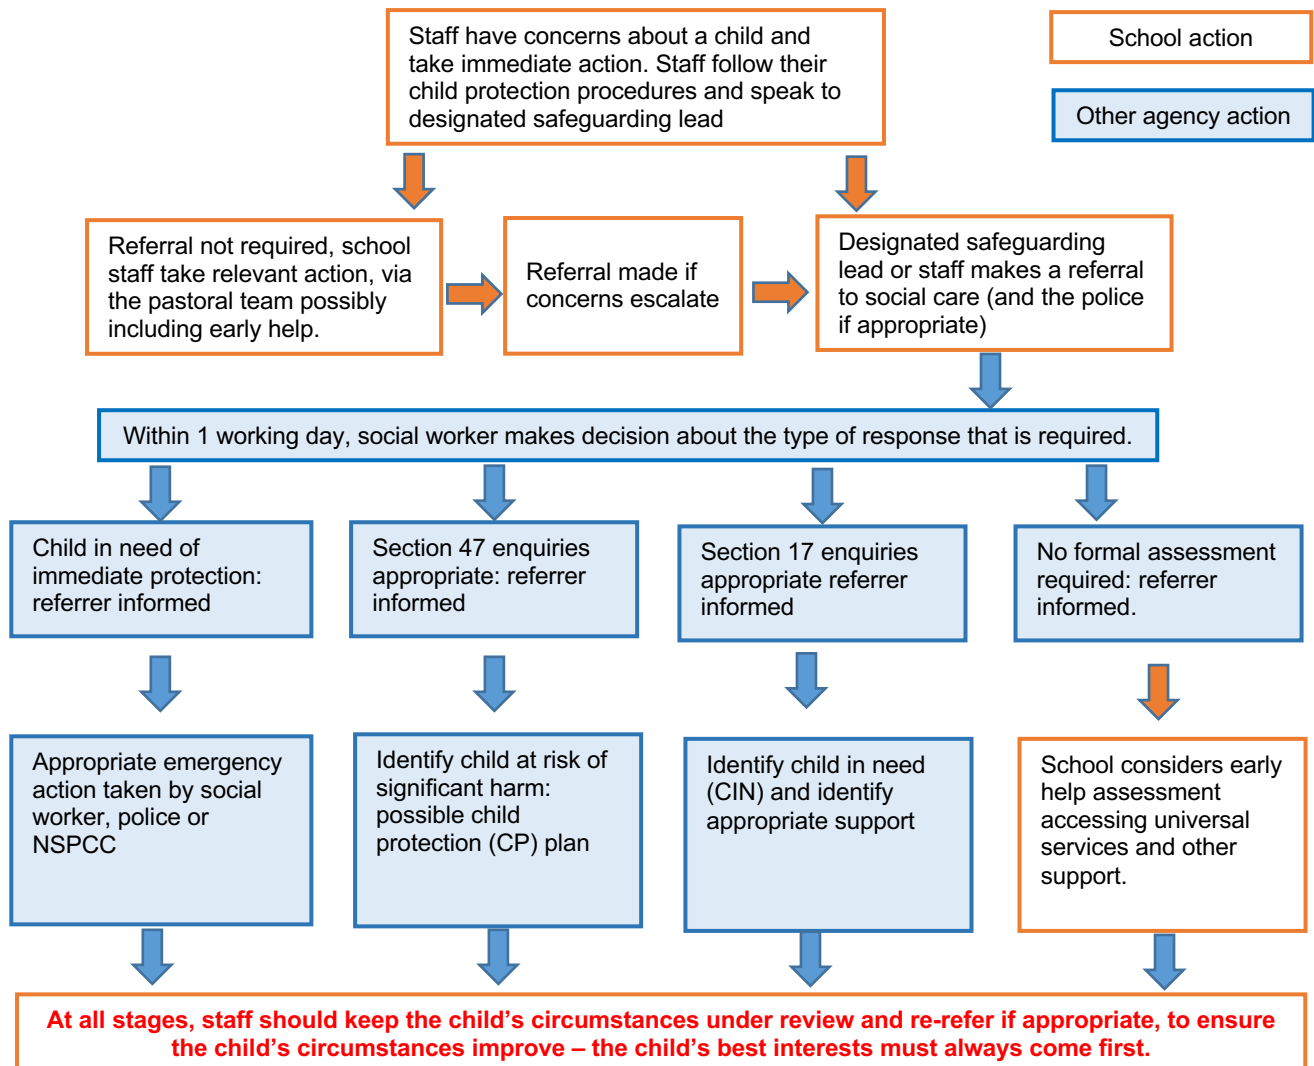 Staff have concerns about a child and
take immediate action. Staff follow their
child protection procedures and speak to
designated safeguarding lead
School action
Other agency action
Referral not required, school
staff take relevant action, via
the pastoral team possibly
including early help.
Referral made if
concerns escalate
Designated safeguarding
lead or staff makes a referral
to social care (and the police
if appropriate)
Within 1 working day, social worker makes decision about the type of response that is required.
Child in need of
immediate protection:
referrer informed
Section 47 enquiries
appropriate: referrer
informed
Section 17 enquiries
appropriate referrer
informed
No formal assessment
required: referrer
informed.
Appropriate emergency
action taken by social
worker, police or
NSPCC
Identify child at risk of
significant harm:
possible child
protection (CP) plan
Identify child in need
(CIN) and identify
appropriate support
School considers early
help assessment
accessing universal
services and other
support.
At all stages, staff should keep the child’s circumstances under review and re-refer if appropriate, to ensure
the child’s circumstances improve – the child’s best interests must always come first.